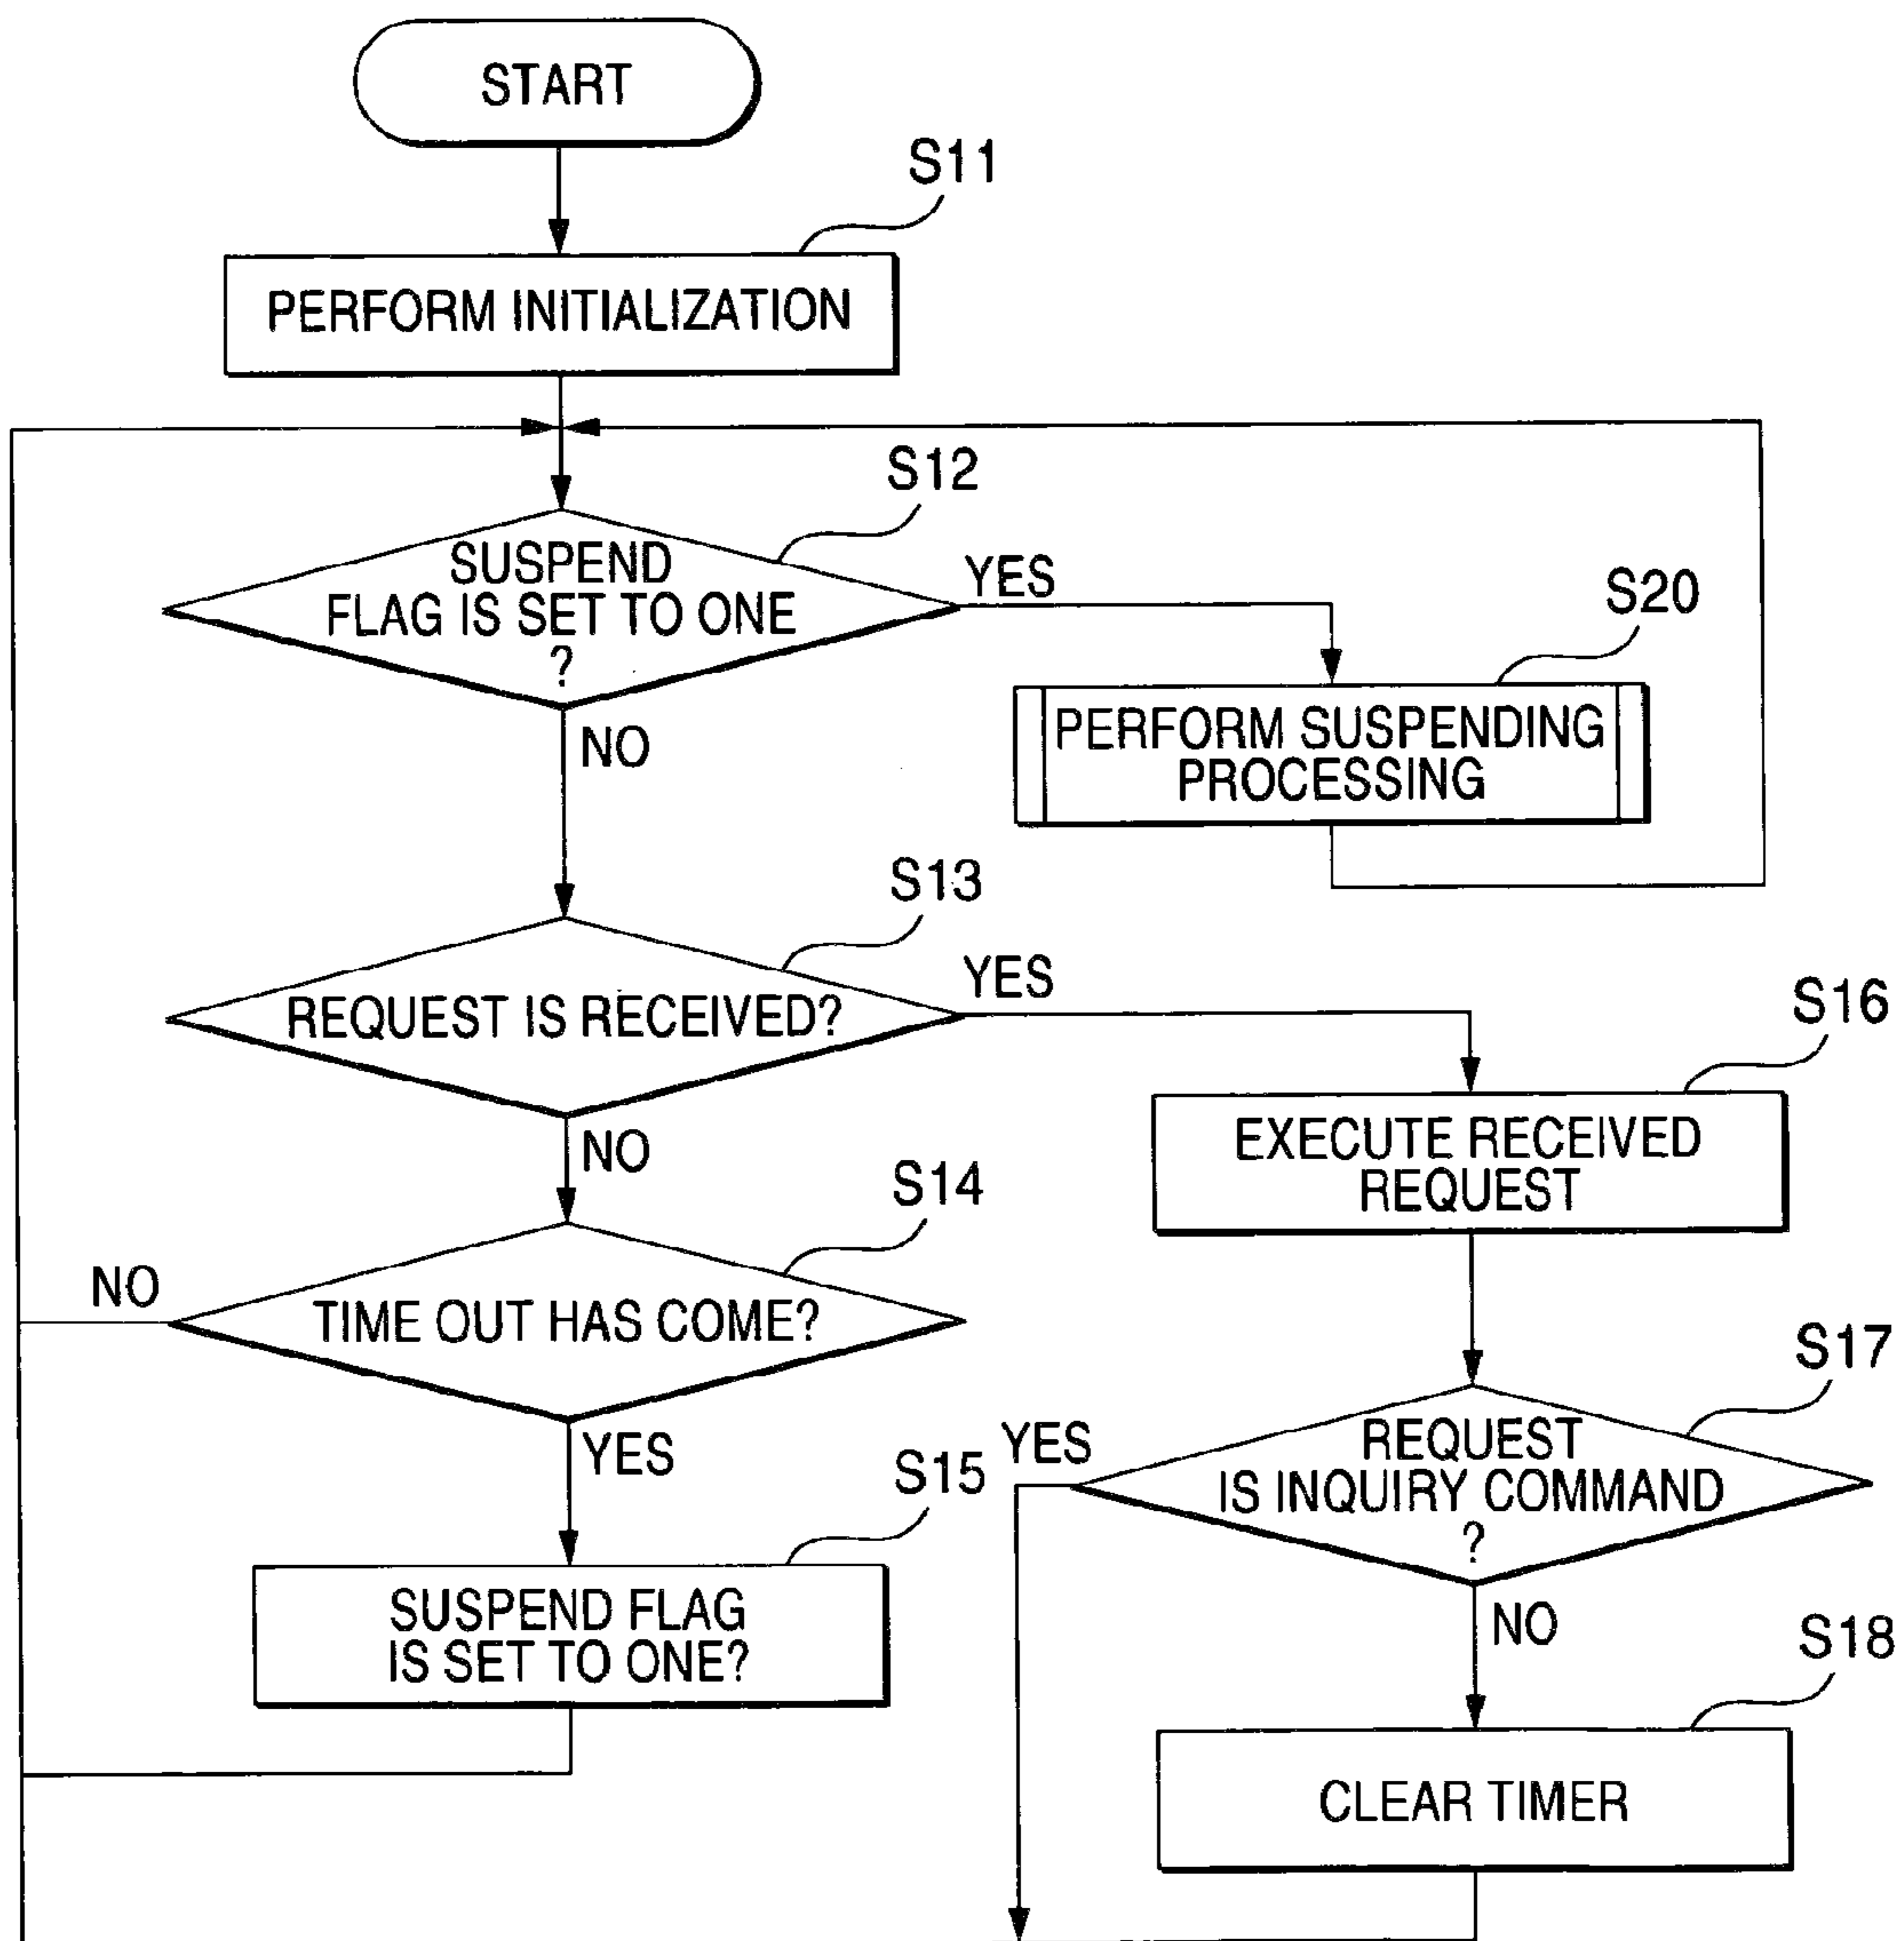 START
S11
PERFORM INITIALIZATION
S12
SUSPEND
FLAG IS SET TO ONE
?
YES
S20
PERFORM SUSPENDING
PROCESSING
NO
S13
REQUEST IS RECEIVED?
YES
S16
EXECUTE RECEIVED
REQUEST
NO
S14
TIME OUT HAS COME?
NO
YES
S17
REQUEST
IS INQUIRY COMMAND
?
YES
NO
S15
SUSPEND FLAG
IS SET TO ONE?
S18
CLEAR TIMER